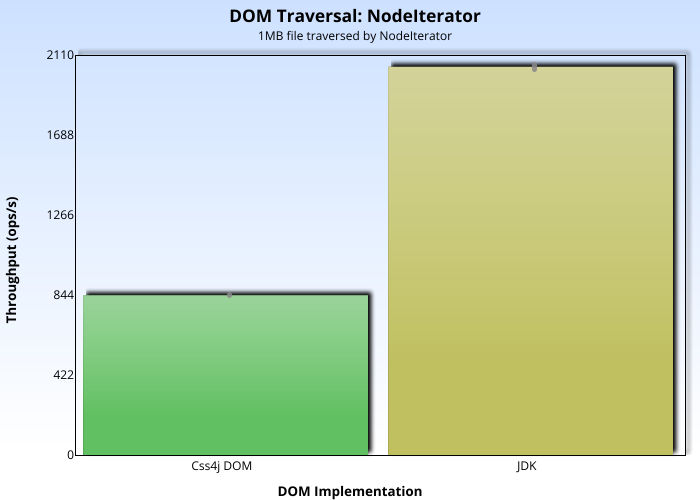 DOM Traversal: NodeIterator
1MB file traversed by NodeIterator
2110
1688
1266
844
422
0
Throughput (ops/s)
Css4j DOM
JDK
DOM Implementation